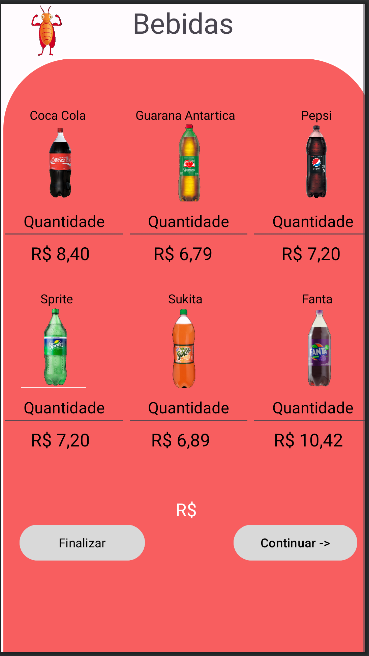 Bebidas
Coca Cola Guarana Antartica Pepsi
Quantidade Quantidade Quantidade
R$ 8,40 R$ 6,79 R$ 7,20
Sprite Sukita Fanta
FANTA
Quantidade Quantidade Quantidade
R$ 7,20 R$ 6,89 R$ 10,42
R$
Finalizar Continuar ->